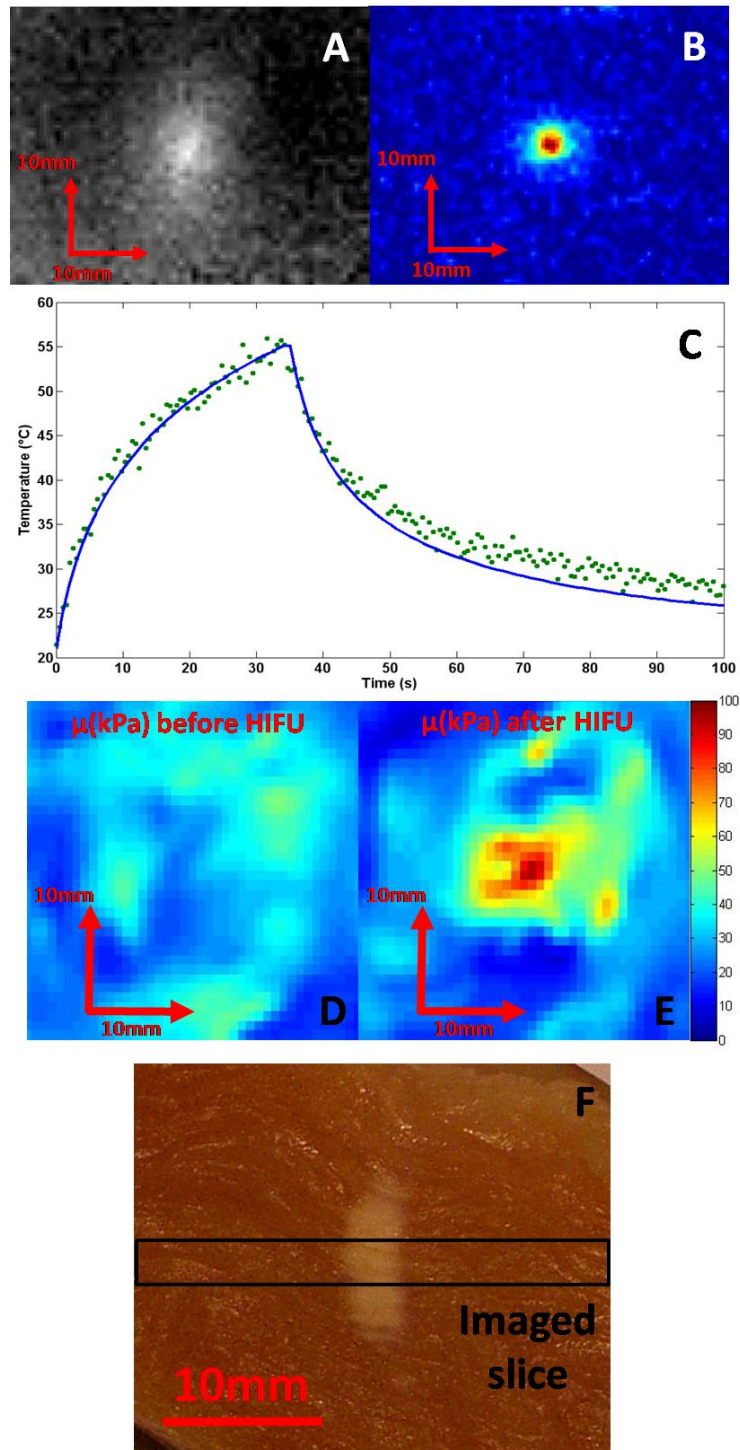 A
10mm
10mm
B
10mm
10mm
C
Temperature (°C)
60
55
50
45
40
35
30
25
20
0 10 20 30 40 50 60 70 80 90 100
Time (s)
μ(kPa) before HIFU
10mm
10mm
D
μ(kPa) after HIFU
10mm
10mm
E
100
90
80
70
60
50
40
30
20
10
0
F
Imaged
slice
10mm